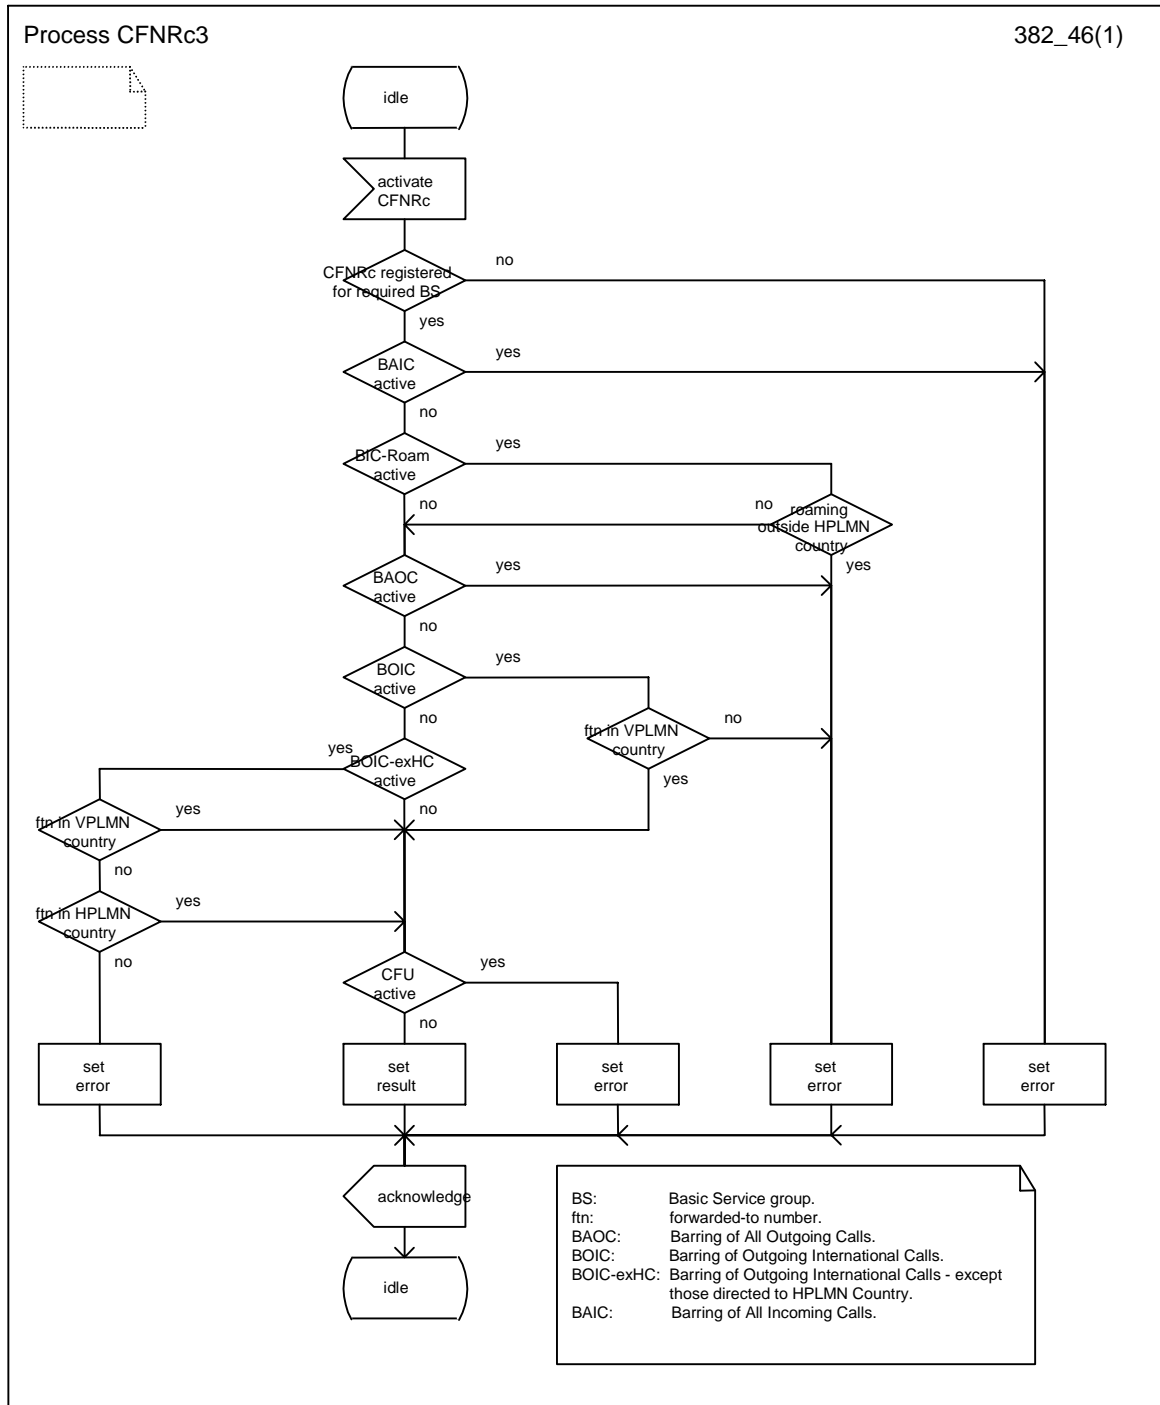 Process CFNRc3
382_46(1)
idle
activate
CFNRc
CFNRc registered
for required BS
no
yes
BAIC
active
yes
no
BIC-Roam
active
yes
no
no
roaming
outside HPLMN
country
yes
BAOC
active
yes
no
BOIC
active
yes
no
ftn in VPLMN
country
no
yes
yes
BOIC-exHC
active
no
ftn in VPLMN
country
yes
no
ftn in HPLMN
country
yes
no
CFU
active
yes
no
set
error
set
result
set
error
set
error
set
error
acknowledge
idle
BS: Basic Service group.
ftn: forwarded-to number.
BAOC: Barring of All Outgoing Calls.
BOIC: Barring of Outgoing International Calls.
BOIC-exHC: Barring of Outgoing International Calls - except
those directed to HPLMN Country.
BAIC: Barring of All Incoming Calls.